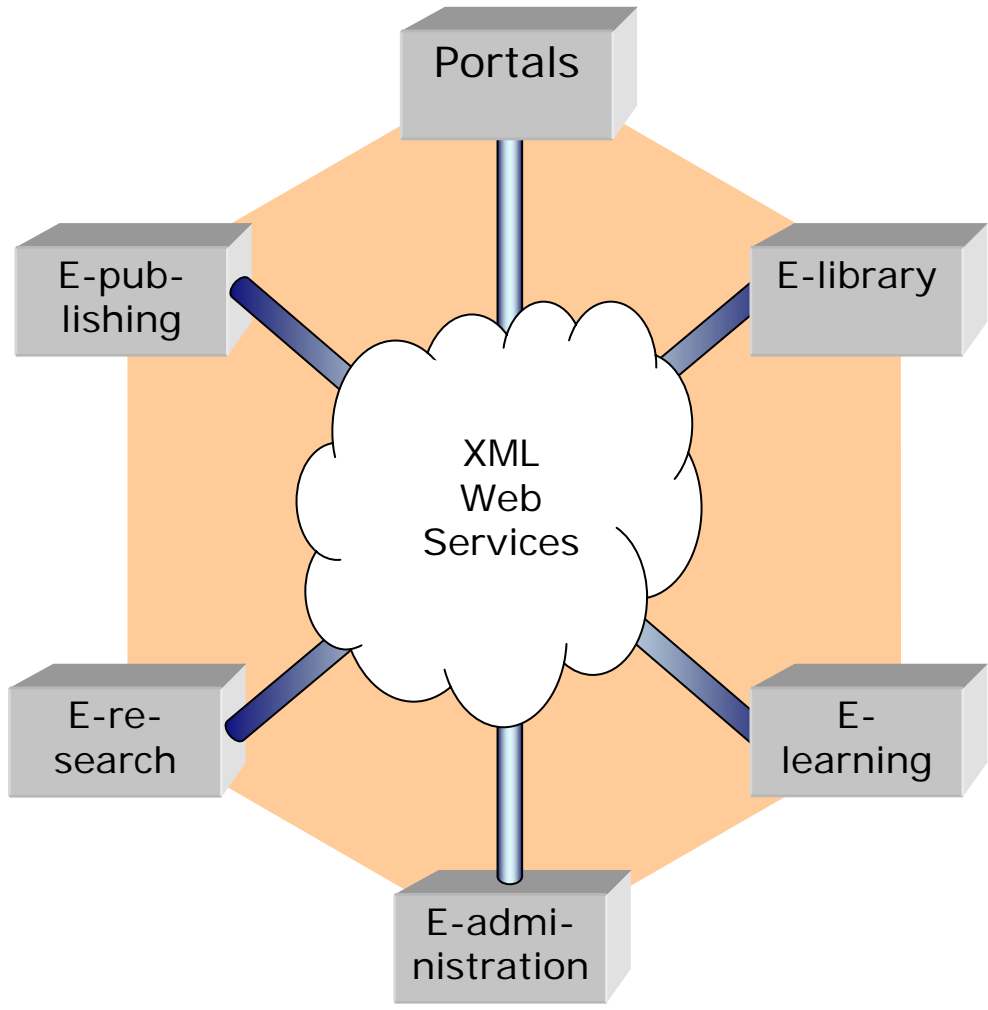 Portals
E-pub-
lishing
E-library
XML
Web
Services
E-re-
search
E-
learning
E-admi-
nistration